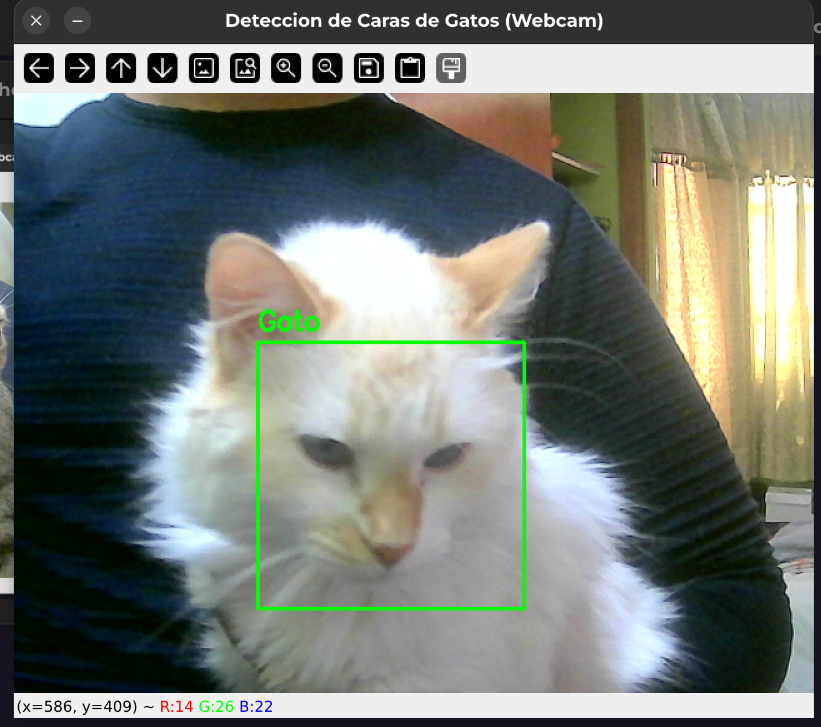 Deteccion de Caras de Gatos (Webcam)
Gato
(x=586, y=409) ~ R:14 G:26 B:22